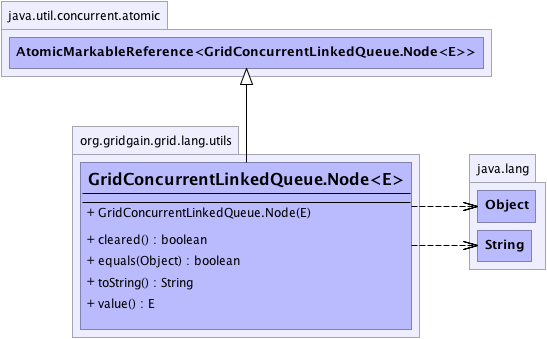 java.util.concurrent.atomic
AtomicMarkableReference<GridConcurrentLinkedQueue.Node<E>>
org.gridgain.grid.lang.utils
GridConcurrentLinkedQueue.Node<E>
+ GridConcurrentLinkedQueue.Node(E)
+ cleared() : boolean
+ equals(Object) : boolean
+ toString() : String
+ value() : E
java.lang
Object
String